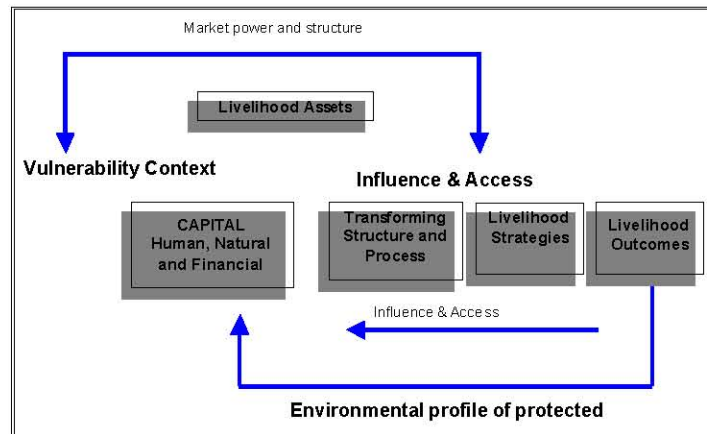 Market power and structure
Livelihood Assets
Vulnerability Context
Influence & Access
CAPITAL
Human, Natural
and Financial
Transforming
Structure and
Process
Livelihood
Strategies
Livelihood
Outcomes
Influence & Access
Environmental profile of protected